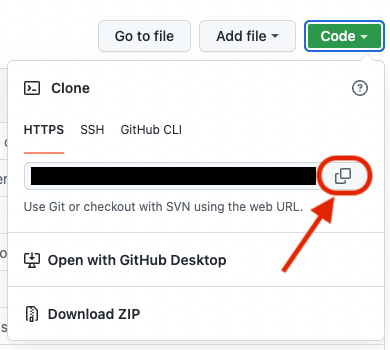 Go to file
Add file
Code
Clone
HTTPS
SSH
GitHub CLI
Use Git or checkout with SVN using the web URL.
Open with GitHub Desktop
Download ZIP